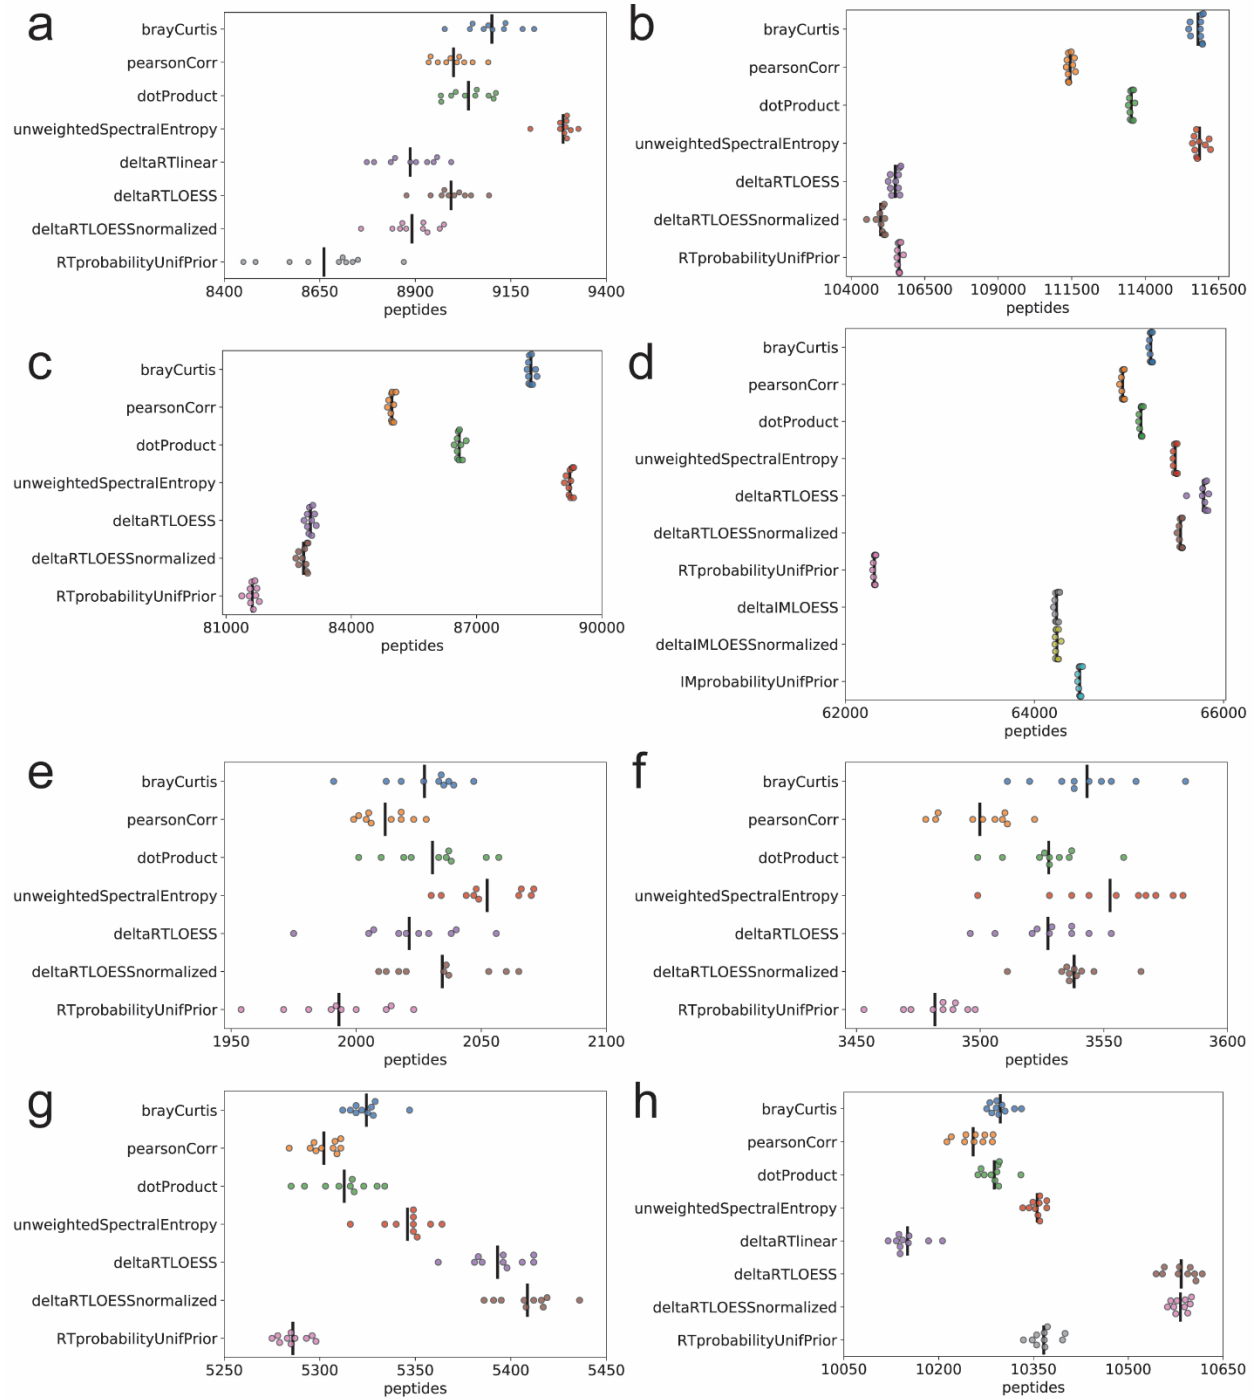 a
brayCurtis
pearsonCorr
dotProduct
unweightedSpectralEntropy
deltaRTlinear
deltaRTLOESS
deltaRTLOESSnormalized
RTprobabilityUnifPrior
8400 8650 8900 9150 9400
peptides
b
brayCurtis
pearsonCorr
dotProduct
unweightedSpectralEntropy
deltaRTLOESS
deltaRTLOESSnormalized
RTprobabilityUnifPrior
104000 106500 109000 111500 114000 116500
peptides
c
brayCurtis
pearsonCorr
dotProduct
unweightedSpectralEntropy
deltaRTLOESS
deltaRTLOESSnormalized
RTprobabilityUnifPrior
81000 84000 87000 90000
peptides
d
brayCurtis
pearsonCorr
dotProduct
unweightedSpectralEntropy
deltaRTLOESS
deltaRTLOESSnormalized
RTprobabilityUnifPrior
deltaIMLOESS
deltaIMLOESSnormalized
IMprobabilityUnifPrior
62000 64000 66000
peptides
e
brayCurtis
pearsonCorr
dotProduct
unweightedSpectralEntropy
deltaRTLOESS
deltaRTLOESSnormalized
RTprobabilityUnifPrior
1950 2000 2050 2100
peptides
f
brayCurtis
pearsonCorr
dotProduct
unweightedSpectralEntropy
deltaRTLOESS
deltaRTLOESSnormalized
RTprobabilityUnifPrior
3450 3500 3550 3600
peptides
g
brayCurtis
pearsonCorr
dotProduct
unweightedSpectralEntropy
deltaRTLOESS
deltaRTLOESSnormalized
RTprobabilityUnifPrior
5250 5300 5350 5400 5450
peptides
h
brayCurtis
pearsonCorr
dotProduct
unweightedSpectralEntropy
deltaRTlinear
deltaRTLOESS
deltaRTLOESSnormalized
RTprobabilityUnifPrior
10050 10200 10350 10500 10650
peptides